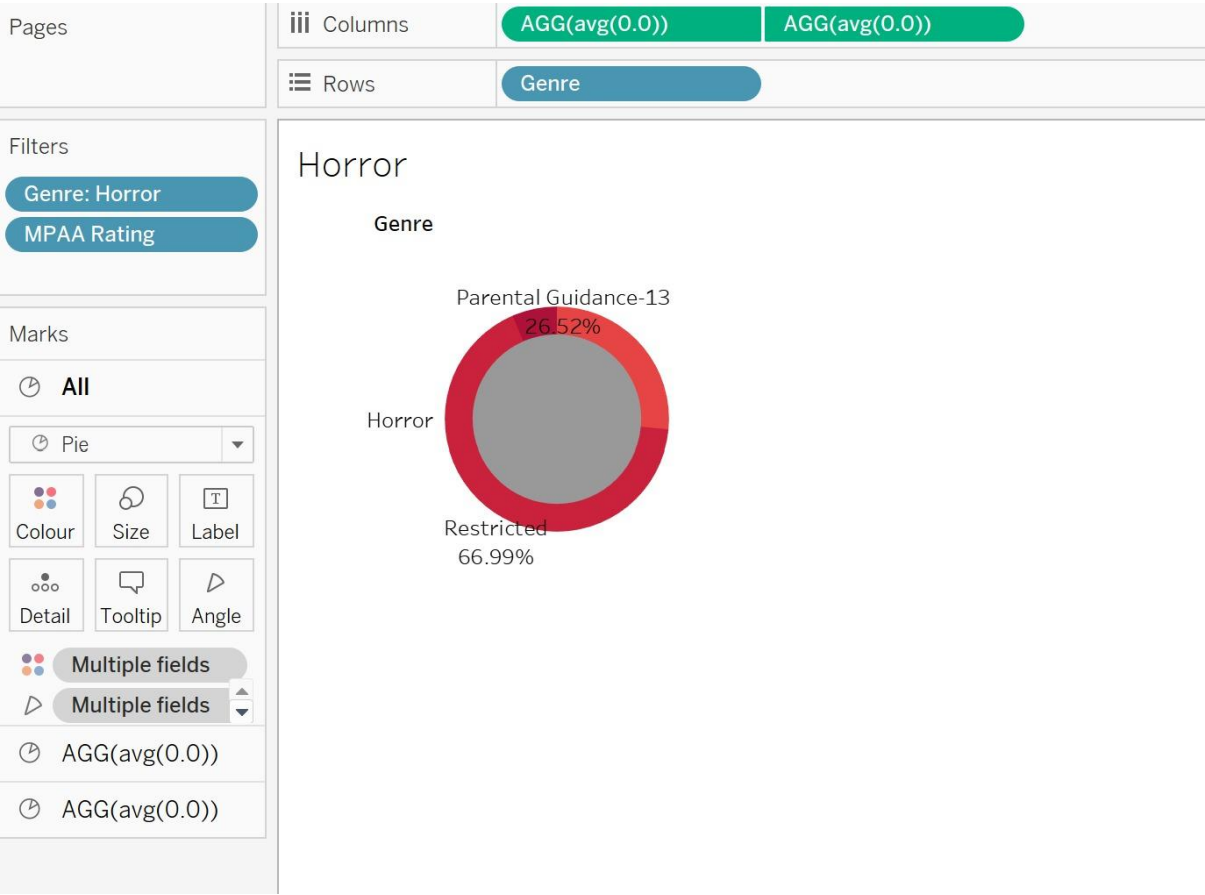 Pages
Columns
AGG(avg(0.0))
AGG(avg(0.0))
Rows
Genre
Filters
Genre: Horror
MPAA Rating
Marks
All
Pie
Colour
Size
T
Label
Detail
Tooltip
Angle
Multiple fields
Multiple fields
AGG(avg(0.0))
AGG(avg(0.0))
Horror
Genre
Parental Guidance-13
26.52%
Horror
Restricted
66.99%